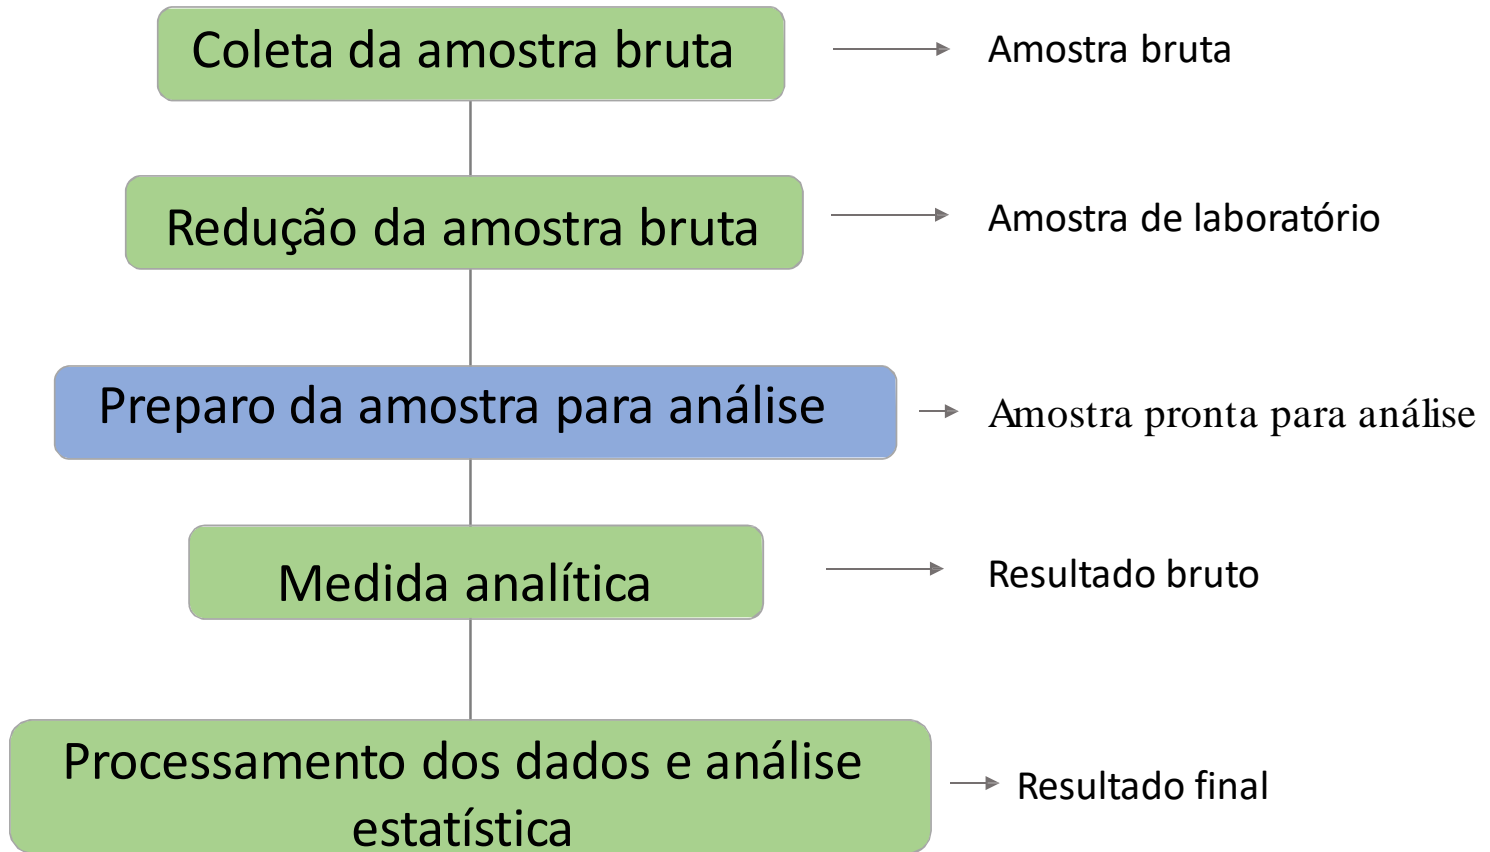 Coleta da amostra bruta
Amostra bruta
Redução da amostra bruta
Amostra de laboratório
Preparo da amostra para análise
Amostra pronta para análise
Medida analítica
Resultado bruto
Processamento dos dados e análise
estatística
Resultado final